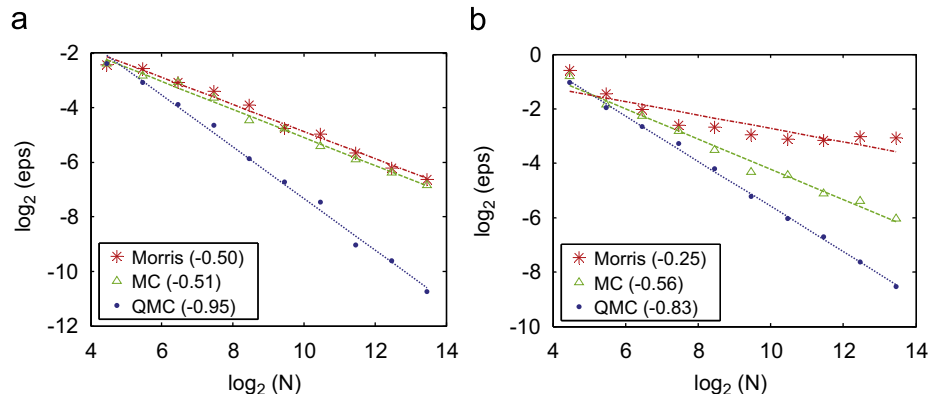 a
-2
-4
-6
-8
-10
-12
log2 (eps)
Morris (-0.50)
MC (-0.51)
QMC (-0.95)
4 6 8 10 12 14
log2 (N)
b
0
-2
-4
-6
-8
-10
log2 (eps)
Morris (-0.25)
MC (-0.56)
QMC (-0.83)
4 6 8 10 12 14
log2 (N)